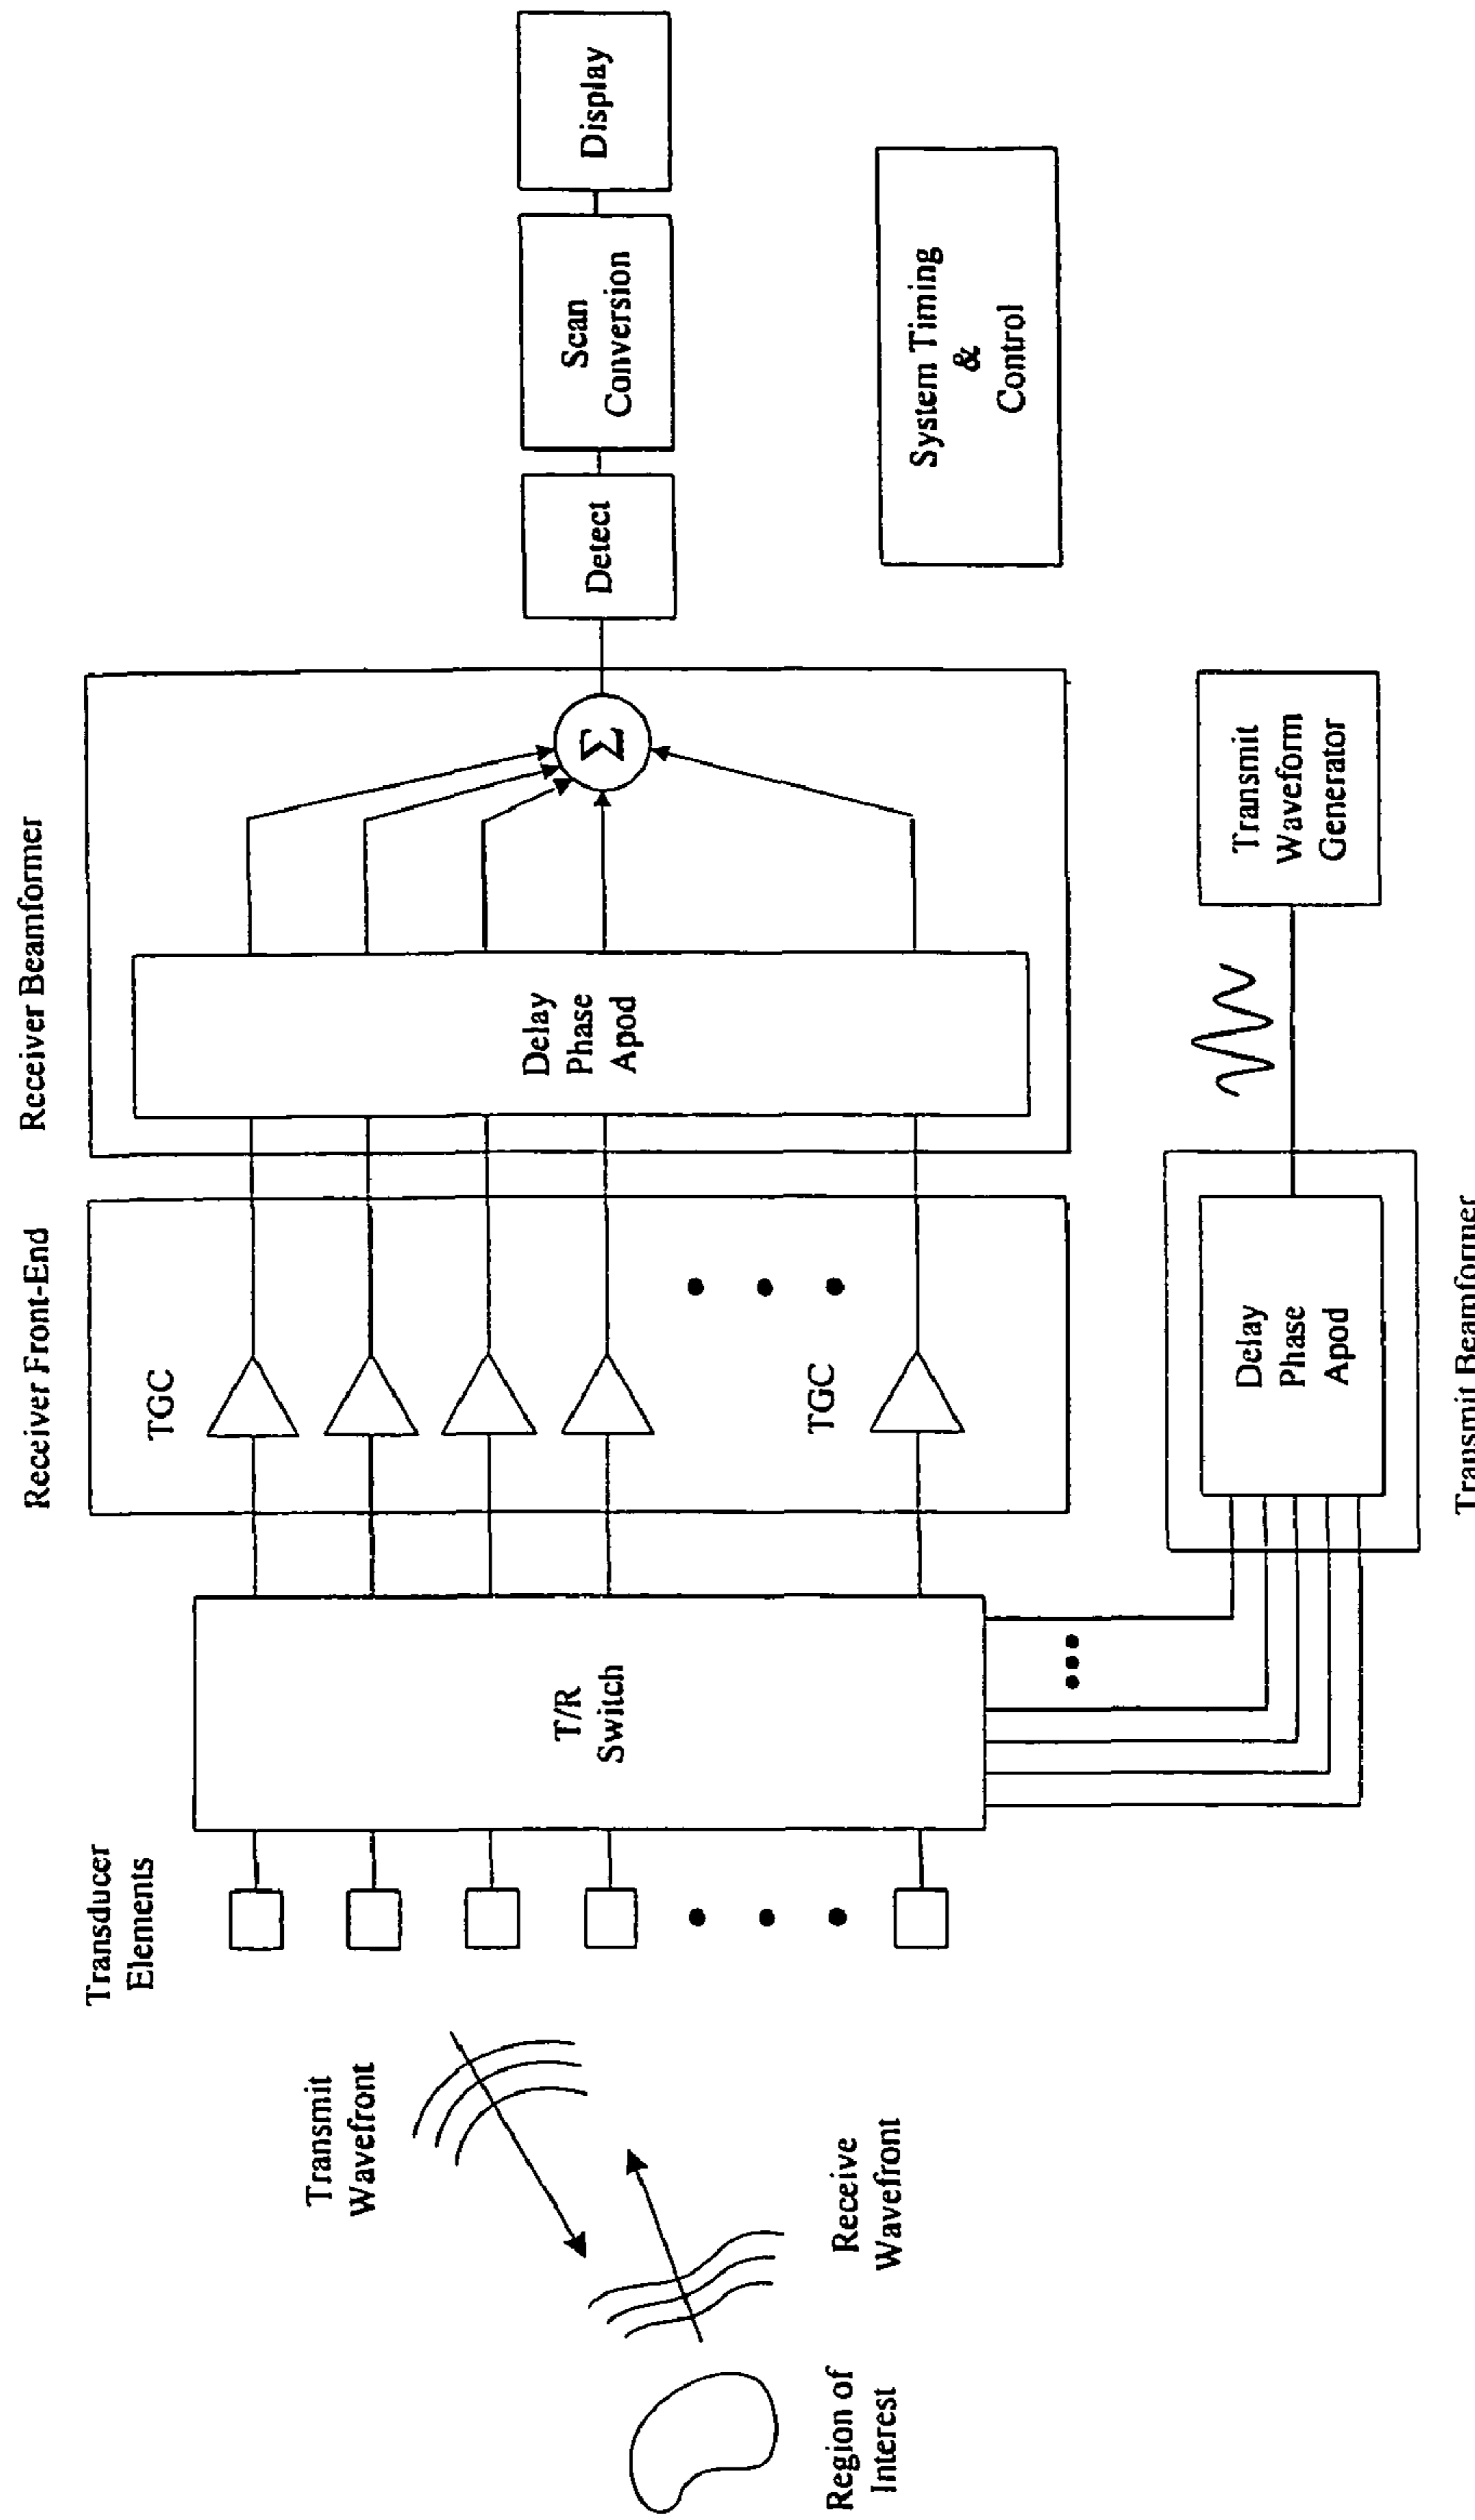 Region of
Interest
Transmit
Wavefront
Receive
Wavefront
Transducer
Elements
T/R
Switch
Receiver Front-End
TGC
TGC
Receiver Beamformer
Delay
Phase
Apod
Σ
Detect
Scan
Conversion
Display
System Timing
&
Control
Delay
Phase
Apod
Transmit Beamformer
Transmit
Waveform
Generator